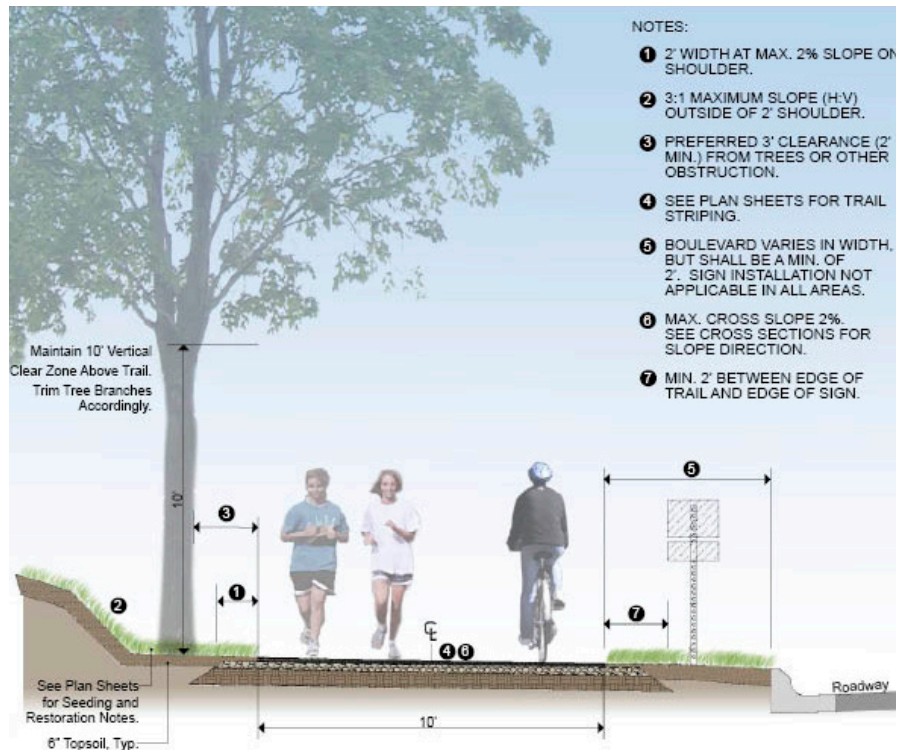 NOTES:
1 2' WIDTH AT MAX. 2% SLOPE ON
SHOULDER.
2 3:1 MAXIMUM SLOPE (H:V)
OUTSIDE OF 2' SHOULDER.
3 PREFERRED 3' CLEARANCE (2'
MIN.) FROM TREES OR OTHER
OBSTRUCTION.
4 SEE PLAN SHEETS FOR TRAIL
STRIPING.
5 BOULEVARD VARIES IN WIDTH,
BUT SHALL BE A MIN. OF
2'. SIGN INSTALLATION NOT
APPLICABLE IN ALL AREAS.
6 MAX. CROSS SLOPE 2%.
SEE CROSS SECTIONS FOR
SLOPE DIRECTION.
7 MIN. 2' BETWEEN EDGE OF
TRAIL AND EDGE OF SIGN.
Maintain 10' Vertical
Clear Zone Above Trail.
Trim Tree Branches
Accordingly.
10'
3
5
1
2
7
CL
4 6
See Plan Sheets
for Seeding and
Restoration Notes.
6" Topsoil, Typ.
10'
Roadway